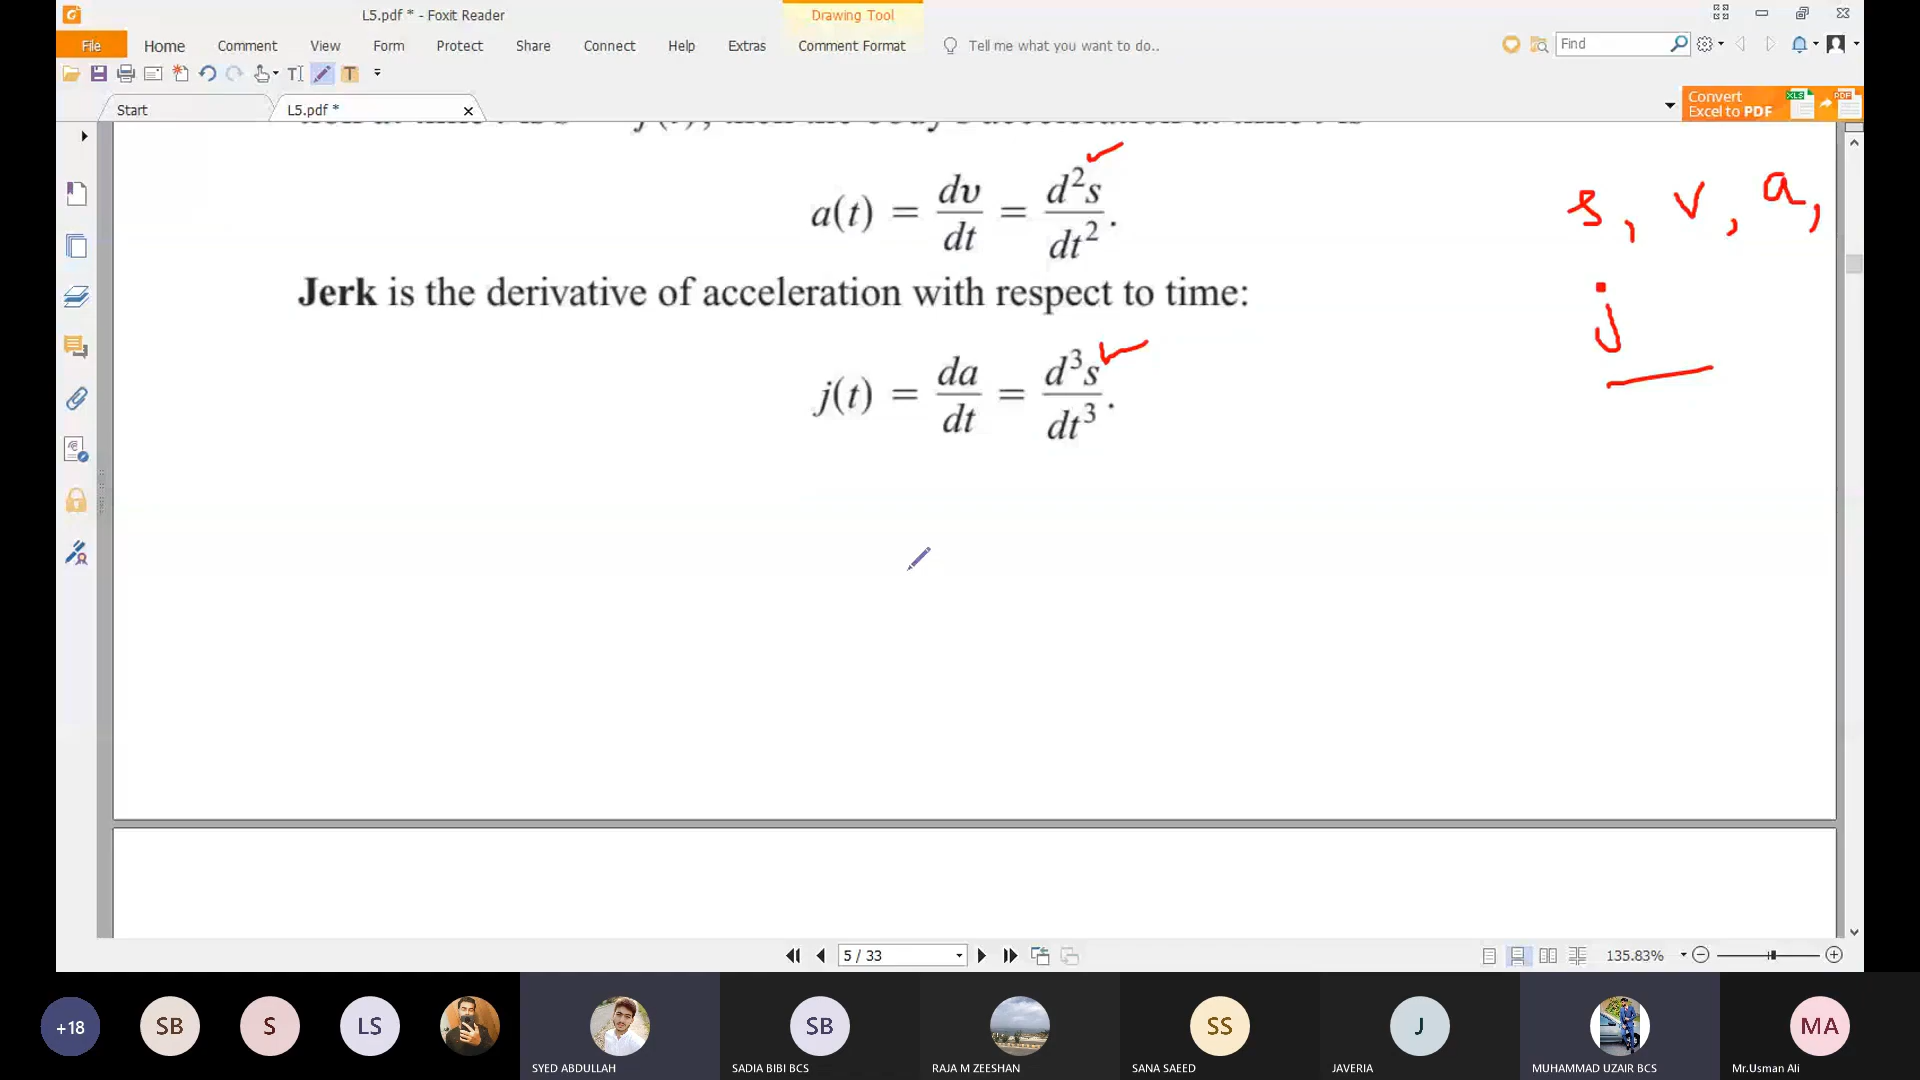 L5.pdf * - Foxit Reader
Drawing Tool
File Home Comment View Form Protect Share Connect Help Extras Comment Format Tell me what you want to do.. Find
Start L5.pdf *
Convert
Excel to PDF
a(t) = dv/dt = d²s/dt².
s, v, a,
Jerk is the derivative of acceleration with respect to time:
j
j(t) = da/dt = d³s/dt³.
5 / 33 135.83%
+18 SB S LS SB SS J MA
SYED ABDULLAH SADIA BIBI BCS RAJA M ZEESHAN SANA SAEED JAVERIA MUHAMMAD UZAIR BCS Mr.Usman Ali